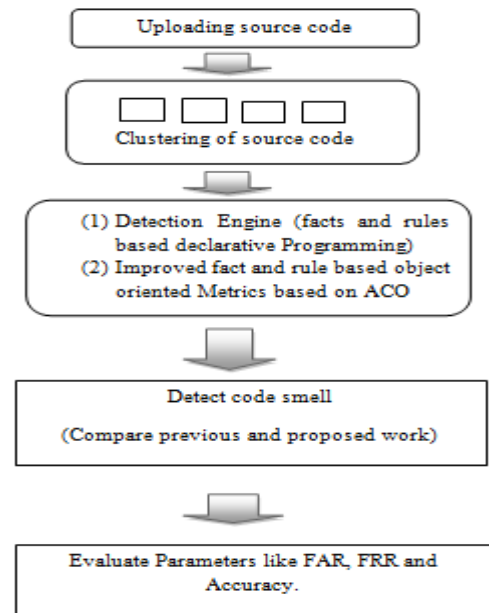 Uploading source code
Clustering of source code
(1) Detection Engine (facts and rules
based declarative Programming)
(2) Improved fact and rule based object
oriented Metrics based on ACO
Detect code smell
(Compare previous and proposed work)
Evaluate Parameters like FAR, FRR and
Accuracy.